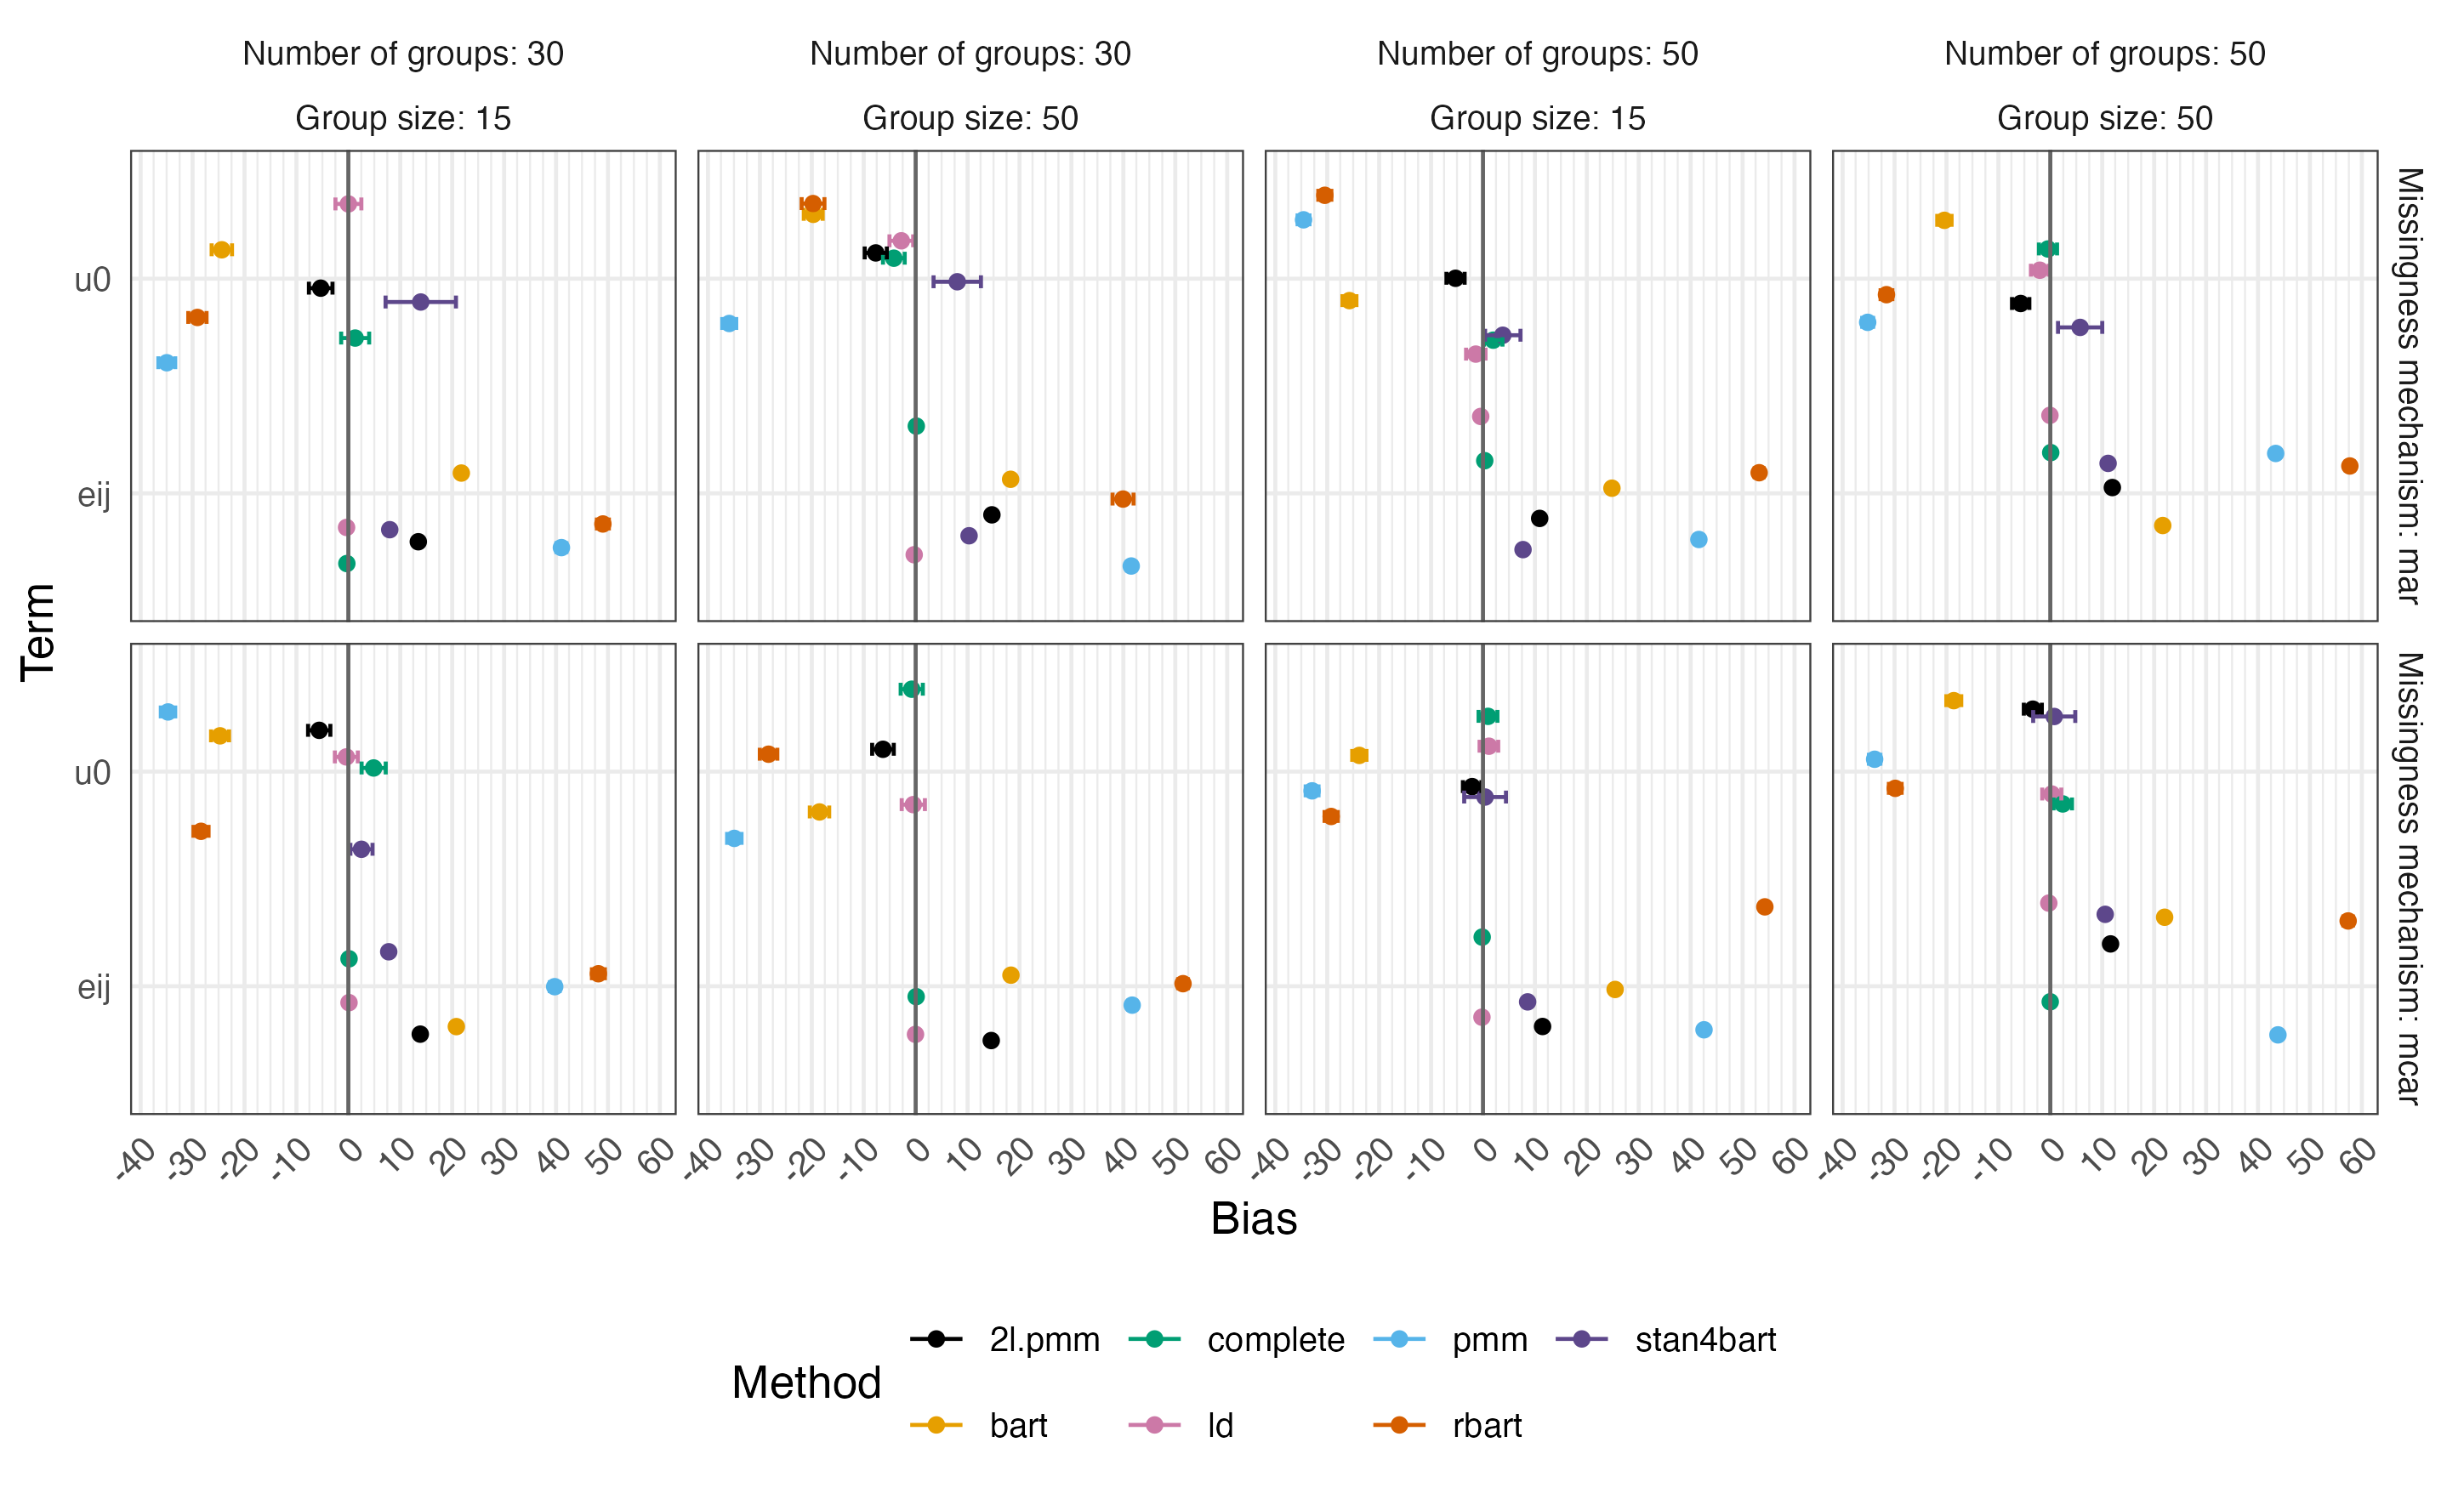 Number of groups: 30
Number of groups: 30
Number of groups: 50
Number of groups: 50
Group size: 15
Group size: 50
Group size: 15
Group size: 50
u0
eij
Missingness mechanism: mar
u0
eij
Missingness mechanism: mcar
Term
-40 -30 -20 -10 0 10 20 30 40 50 60
-40 -30 -20 -10 0 10 20 30 40 50 60
-40 -30 -20 -10 0 10 20 30 40 50 60
-40 -30 -20 -10 0 10 20 30 40 50 60
Bias
Method
2l.pmm
complete
pmm
stan4bart
bart
ld
rbart